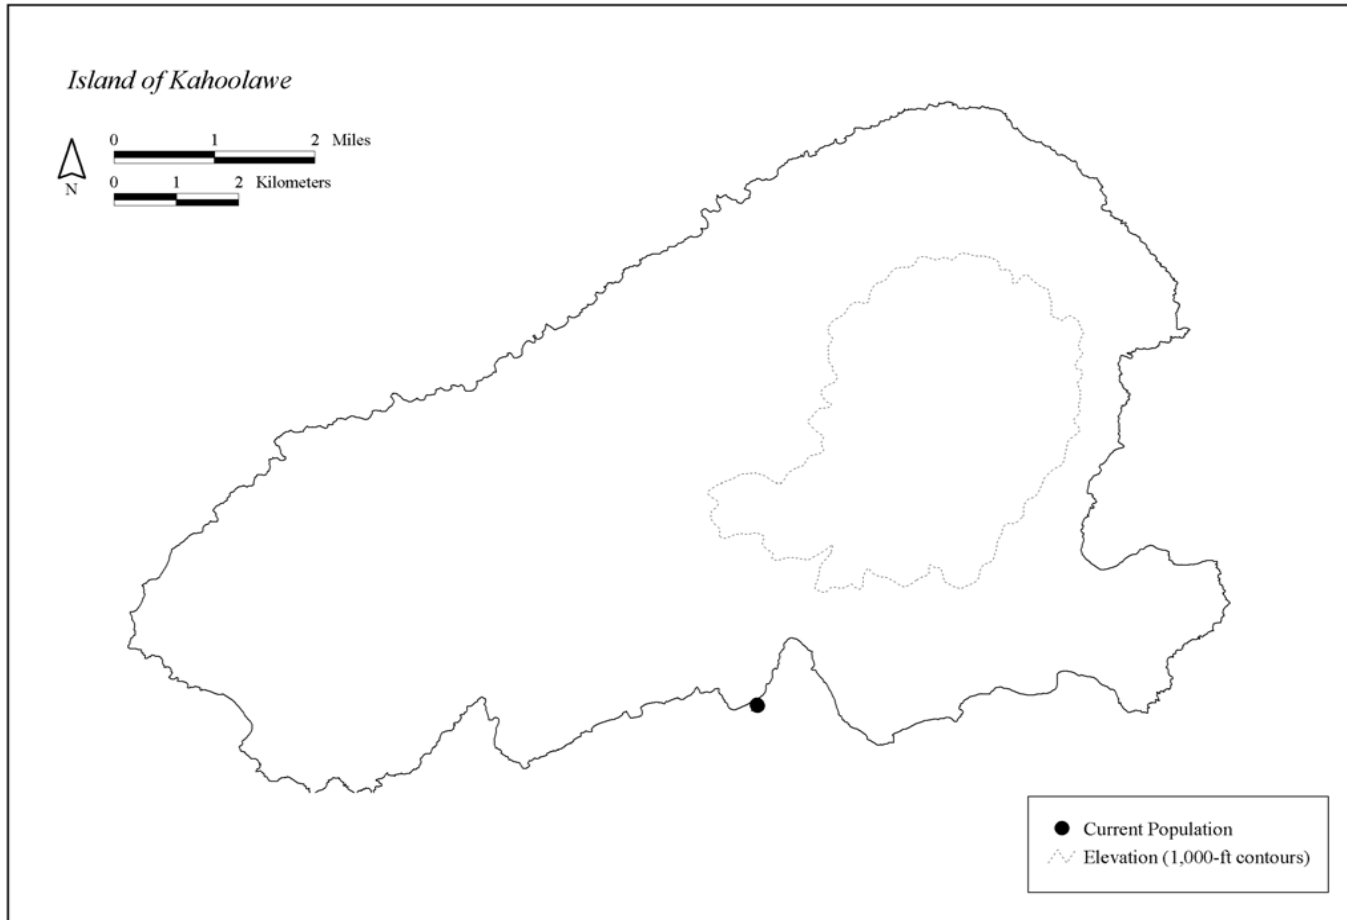 Island of Kahoolawe
0 1 2 Miles
0 1 2 Kilometers
N
Current Population
Elevation (1,000-ft contours)